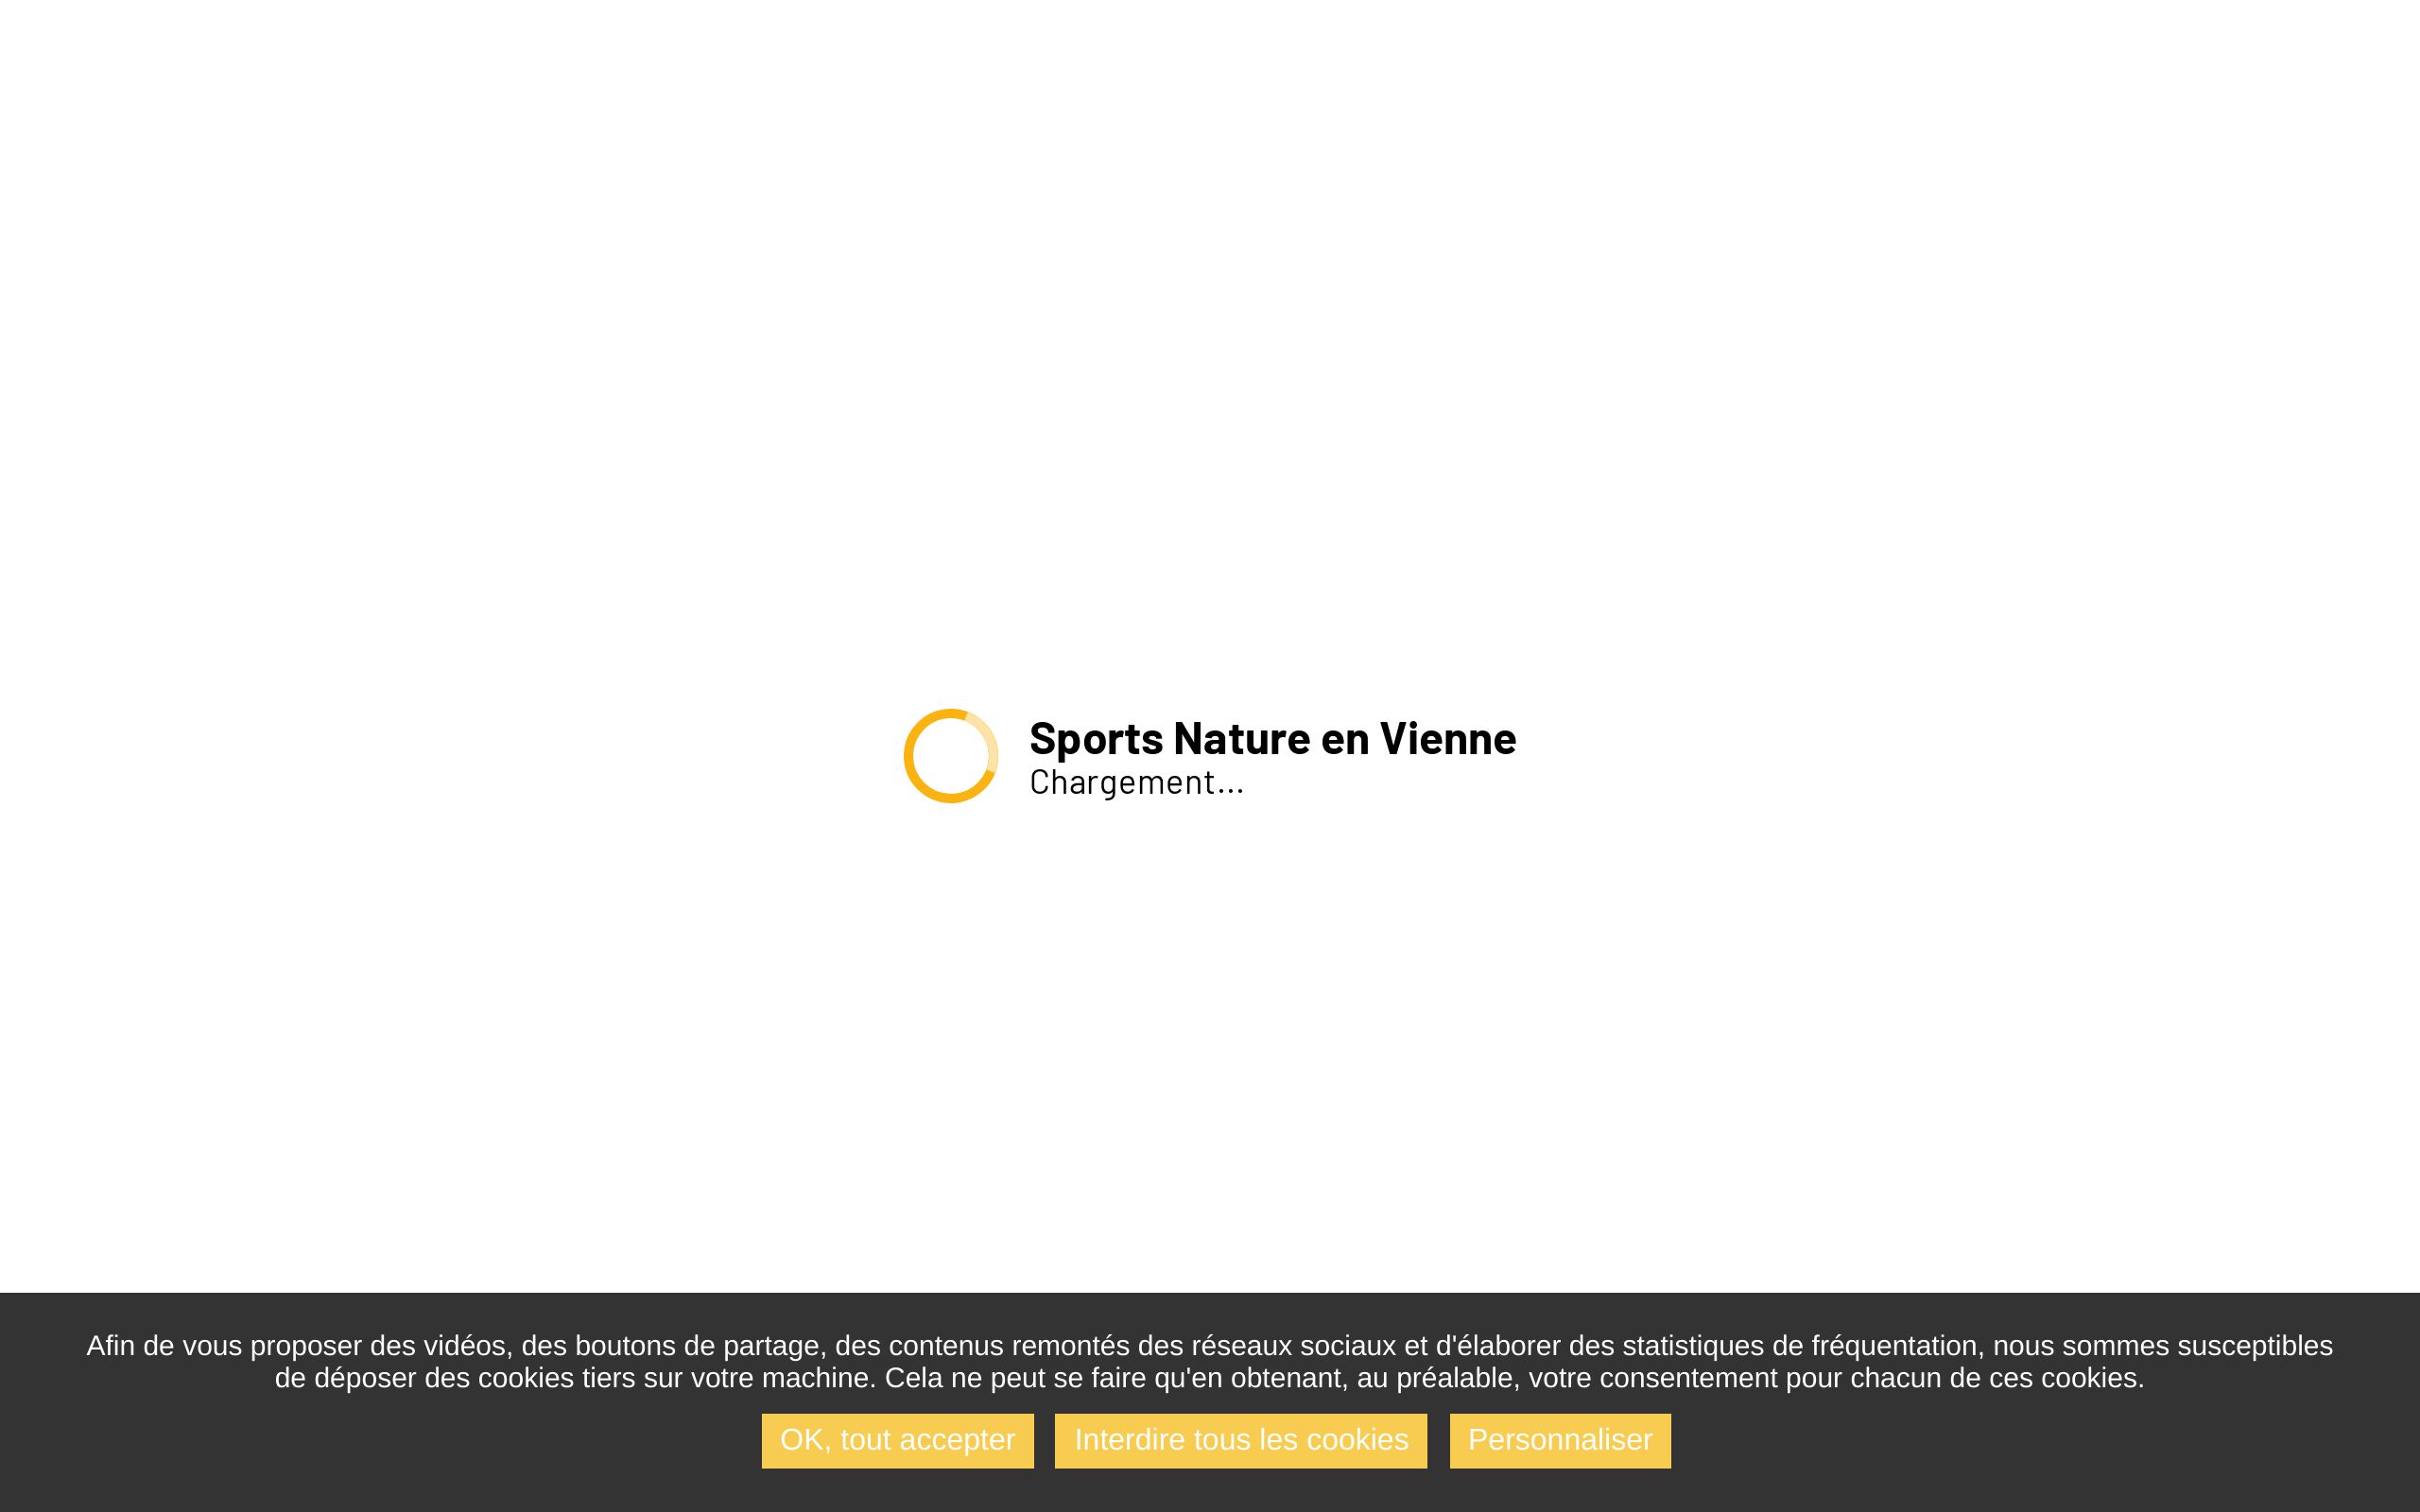 Sports Nature en Vienne
Chargement...
Afin de vous proposer des vidéos, des boutons de partage, des contenus remontés des réseaux sociaux et d'élaborer des statistiques de fréquentation, nous sommes susceptibles
de déposer des cookies tiers sur votre machine. Cela ne peut se faire qu'en obtenant, au préalable, votre consentement pour chacun de ces cookies.
OK, tout accepter Interdire tous les cookies Personnaliser